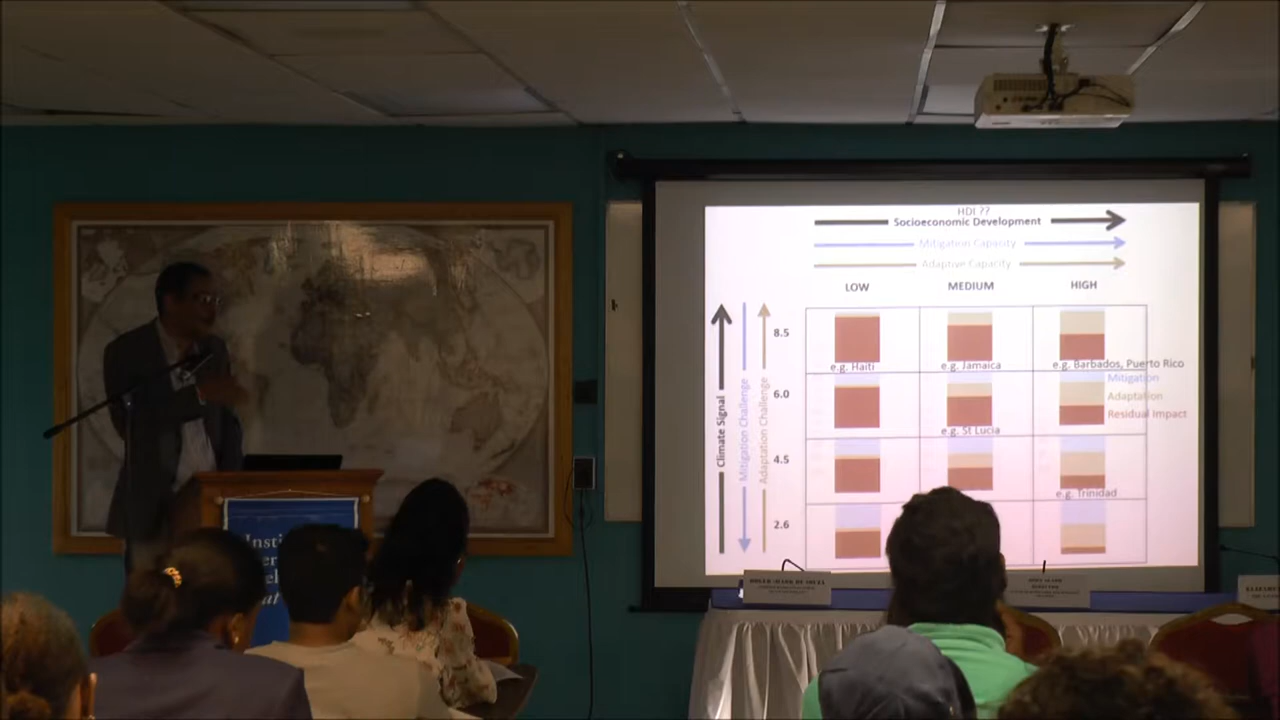 HDI ??
Socioeconomic Development
Mitigation Capacity
Adaptive Capacity
LOW MEDIUM HIGH
8.5
e.g. Haiti e.g. Jamaica e.g. Barbados, Puerto Rico
Mitigation
6.0
Adaptation
Residual Impact
e.g. St Lucia
4.5
e.g. Trinidad
2.6
Climate Signal
Mitigation Challenge
Adaptation Challenge
Insti